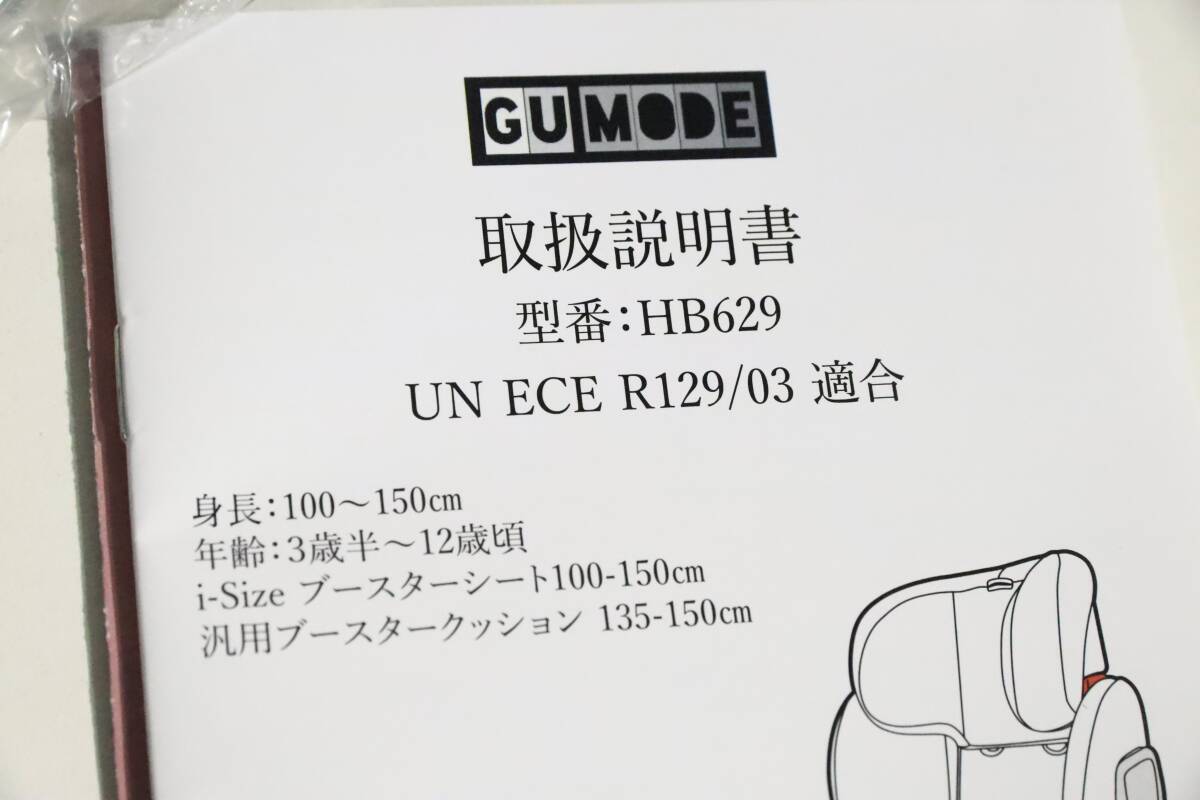 GU MODE
取扱説明書
型番：HB629
UN ECE R129/03 適合
身長：100～150㎝
年齢：3歳半～12歳頃
i-Size ブースターシート100-150㎝
汎用ブースタークッション 135-150㎝